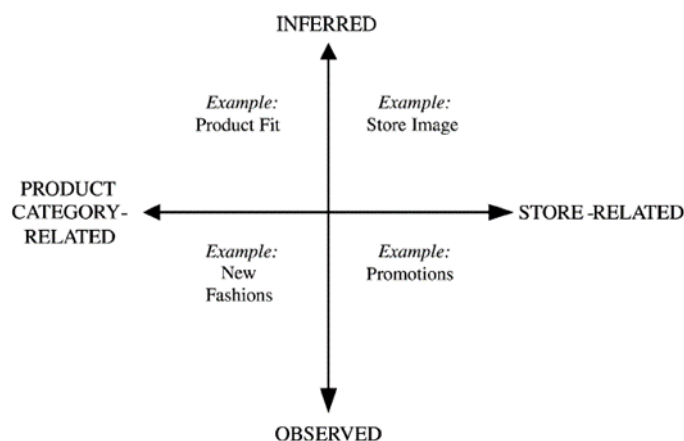 INFERRED
Example:
Product Fit
Example:
Store Image
PRODUCT
CATEGORY-
RELATED
STORE -RELATED
Example:
New
Fashions
Example:
Promotions
OBSERVED